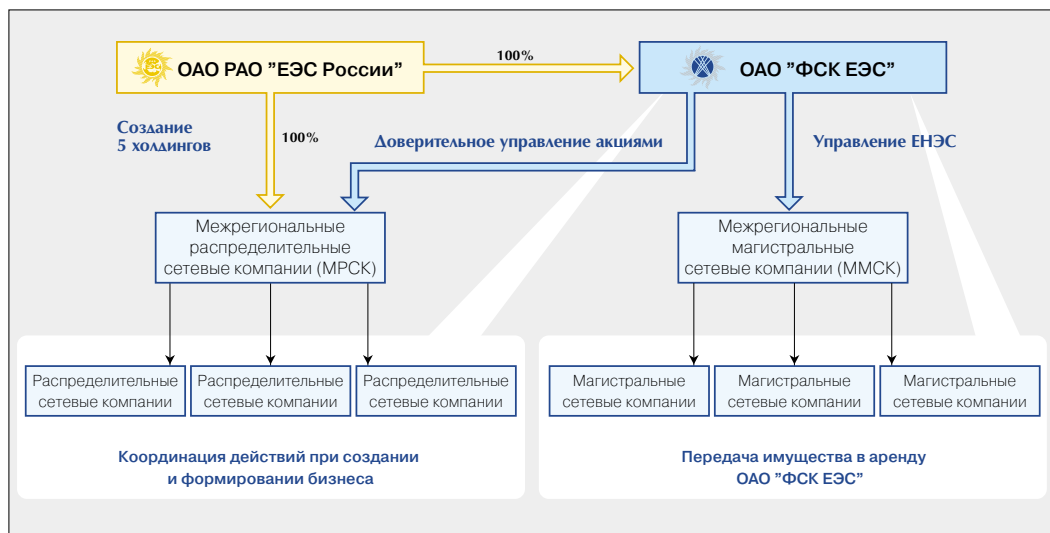 ОАО РАО ”ЕЭС России”
100%
ОАО ”ФСК ЕЭС”
Создание
5 холдингов
100%
Доверительное управление акциями
Управление ЕНЭС
Межрегиональные
распределительные
сетевые компании (МРСК)
Межрегиональные
магистральные
сетевые компании (ММСК)
Распределительные
сетевые компании
Распределительные
сетевые компании
Распределительные
сетевые компании
Магистральные
сетевые компании
Магистральные
сетевые компании
Магистральные
сетевые компании
Координация действий при создании
и формировании бизнеса
Передача имущества в аренду
ОАО ”ФСК ЕЭС”